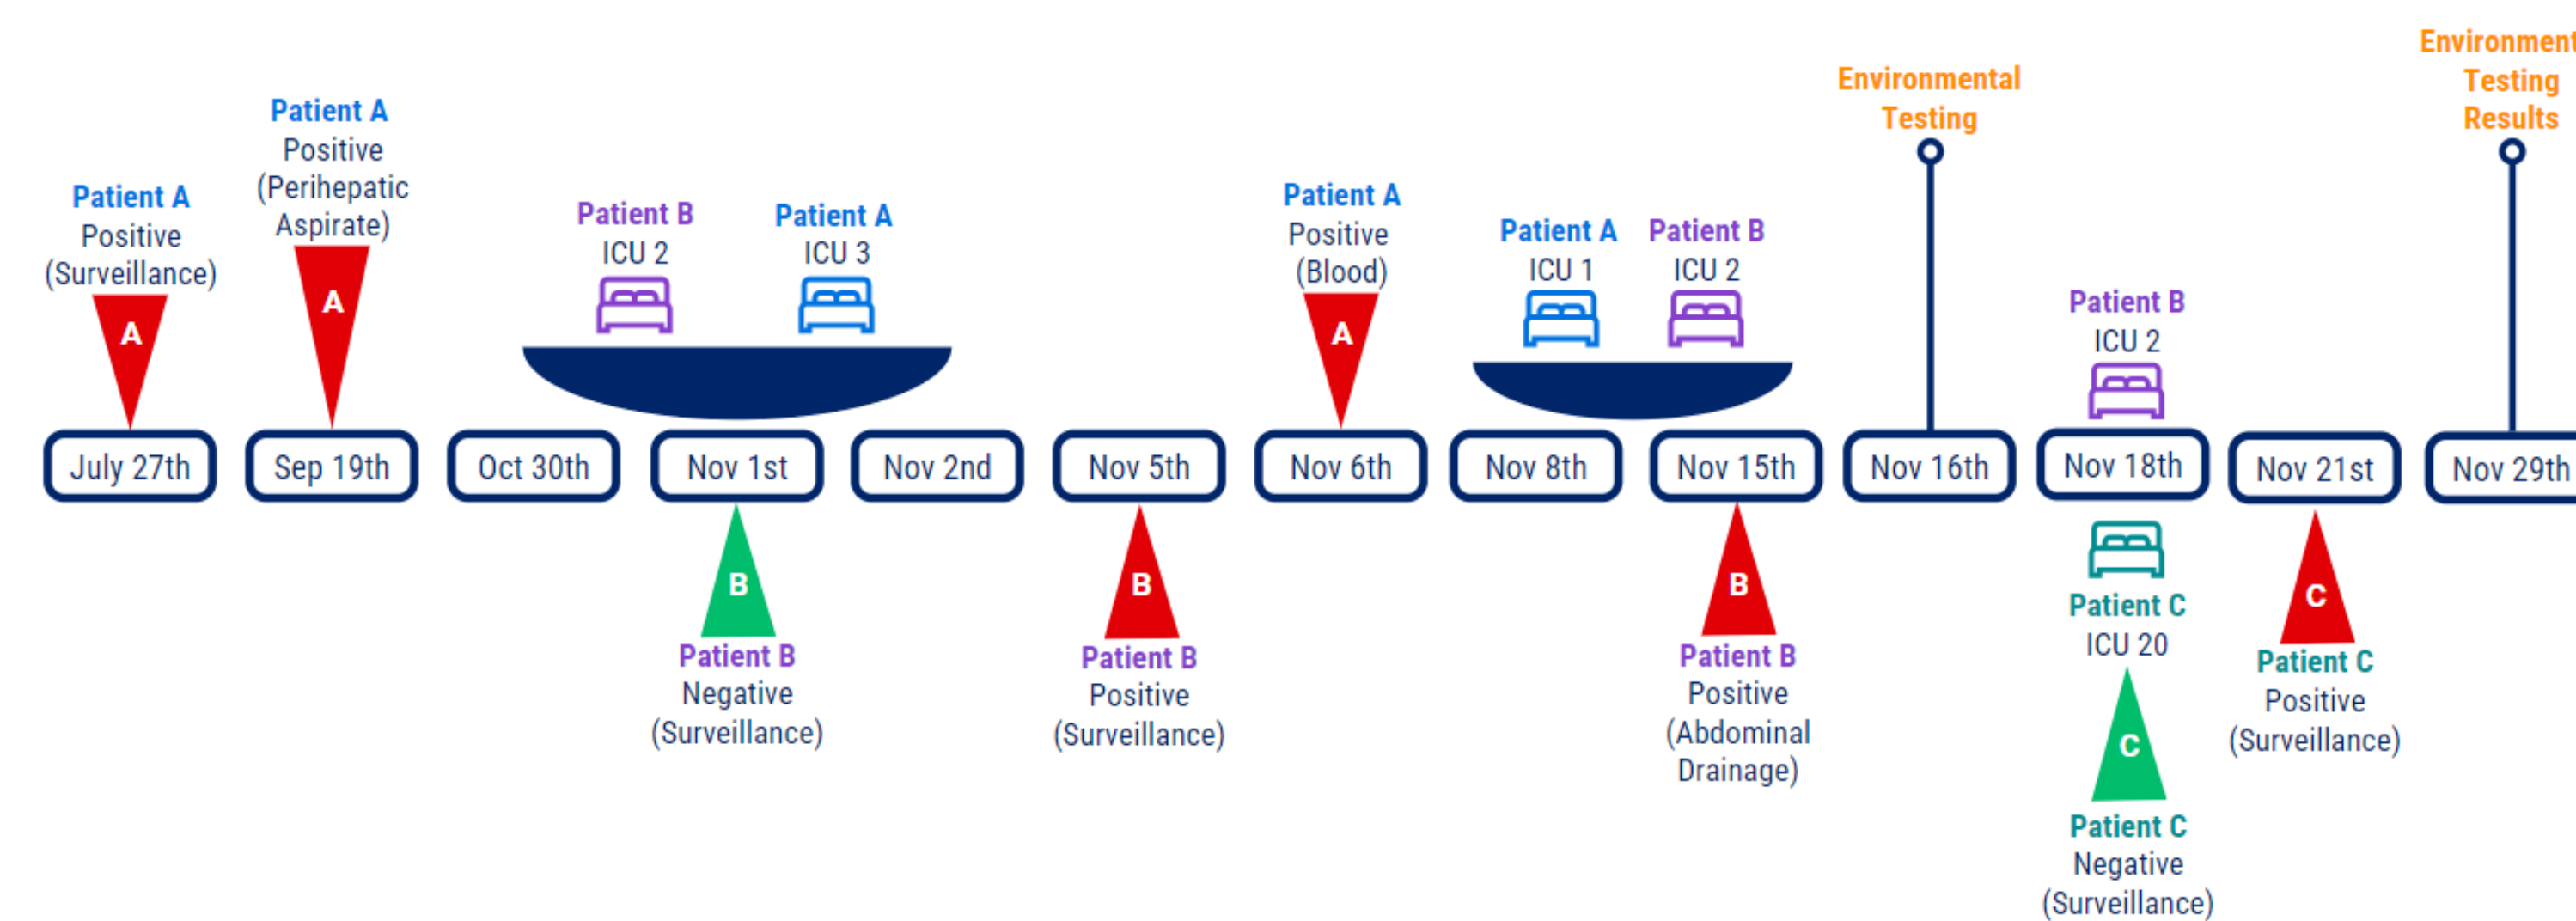 Patient A
Positive
(Surveillance)
A
Patient A
Positive
(Perihepatic
Aspirate)
A
Patient B
ICU 2
Patient A
ICU 3
Patient A
Positive
(Blood)
A
Patient A
ICU 1
Patient B
ICU 2
Environmental
Testing
Patient B
ICU 2
Environment
Testing
Results
July 27th
Sep 19th
Oct 30th
Nov 1st
Nov 2nd
Nov 5th
Nov 6th
Nov 8th
Nov 15th
Nov 16th
Nov 18th
Nov 21st
Nov 29th
B
Patient B
Negative
(Surveillance)
B
Patient B
Positive
(Surveillance)
B
Patient B
Positive
(Abdominal
Drainage)
Patient C
ICU 20
C
Patient C
Negative
(Surveillance)
C
Patient C
Positive
(Surveillance)